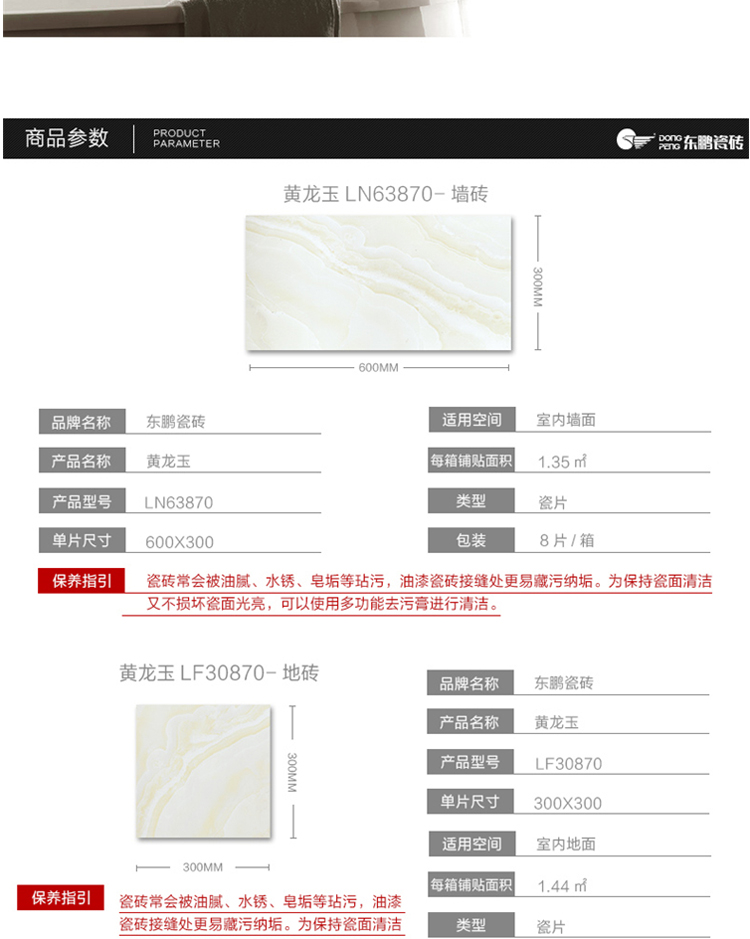 商品参数
PRODUCT
PARAMETER
DONG
PENG 东鹏瓷砖
黄龙玉 LN63870- 墙砖
300MM
600MM
品牌名称 东鹏瓷砖
适用空间 室内墙面
产品名称 黄龙玉
每箱铺贴面积 1.35 ㎡
产品型号 LN63870
类型 瓷片
单片尺寸 600X300
包装 8 片 / 箱
保养指引 瓷砖常会被油腻、水锈、皂垢等玷污，油漆瓷砖接缝处更易藏污纳垢。为保持瓷面清洁
又不损坏瓷面光亮，可以使用多功能去污膏进行清洁。
黄龙玉 LF30870- 地砖
300MM
300MM
品牌名称 东鹏瓷砖
产品名称 黄龙玉
产品型号 LF30870
单片尺寸 300X300
适用空间 室内地面
每箱铺贴面积 1.44 ㎡
类型 瓷片
保养指引 瓷砖常会被油腻、水锈、皂垢等玷污，油漆
瓷砖接缝处更易藏污纳垢。为保持瓷面清洁